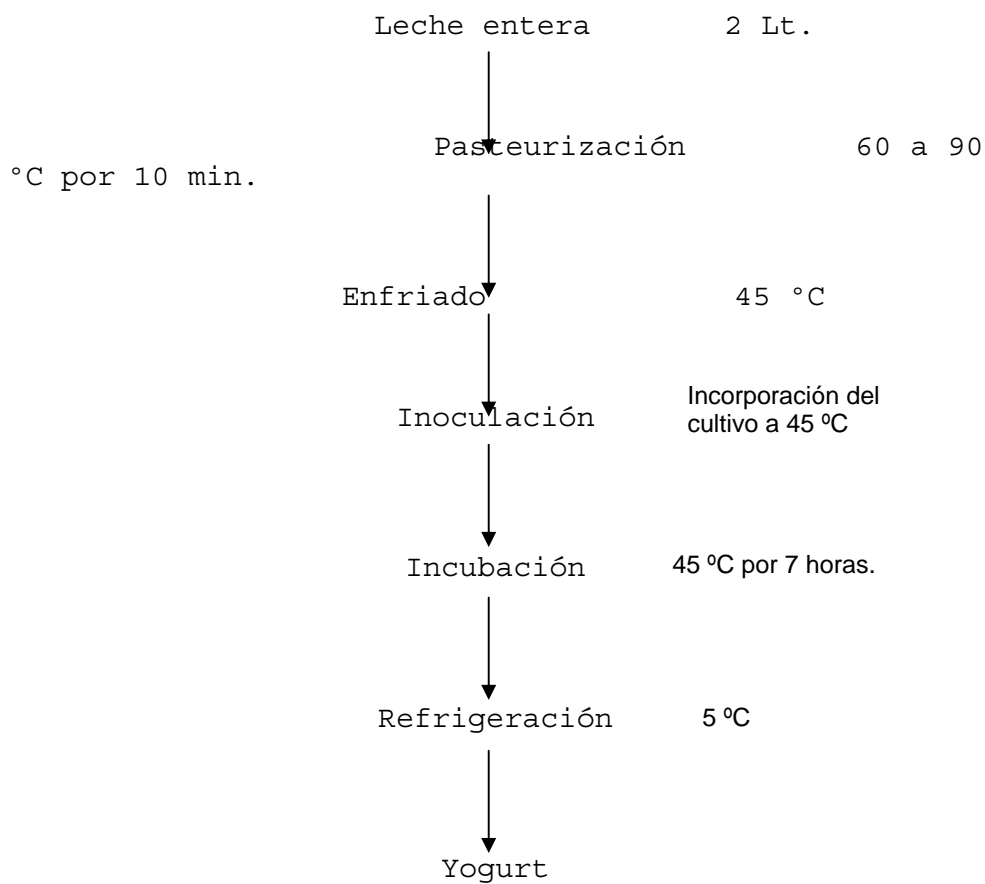 Leche entera 2 Lt.
Pasteurización 60 a 90
°C por 10 min.
Enfriado 45 °C
Incorporación del
cultivo a 45 ºC
Inoculación
Incubación 45 ºC por 7 horas.
Refrigeración 5 ºC
Yogurt